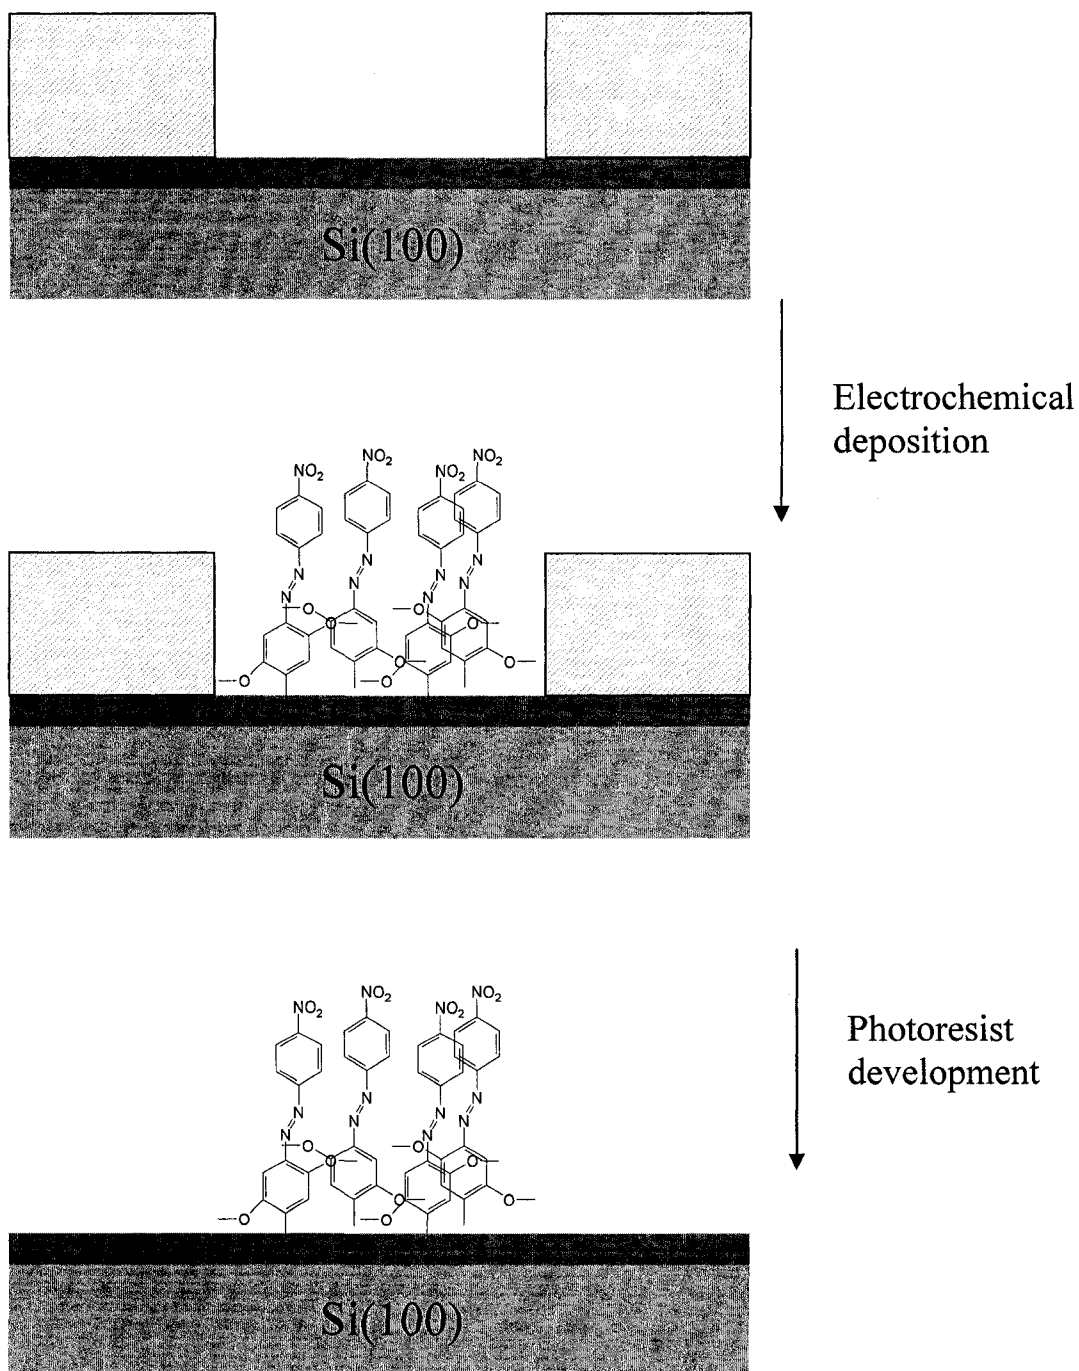 Si(100)
Electrochemical
deposition
NO₂
NO₂
NO₂
NO₂
N
N
N
N
N
N
N
N
O
O
O
O
O
O
O
O
Si(100)
Photoresist
development
NO₂
NO₂
NO₂
NO₂
N
N
N
N
N
N
N
N
O
O
O
O
O
O
O
O
Si(100)